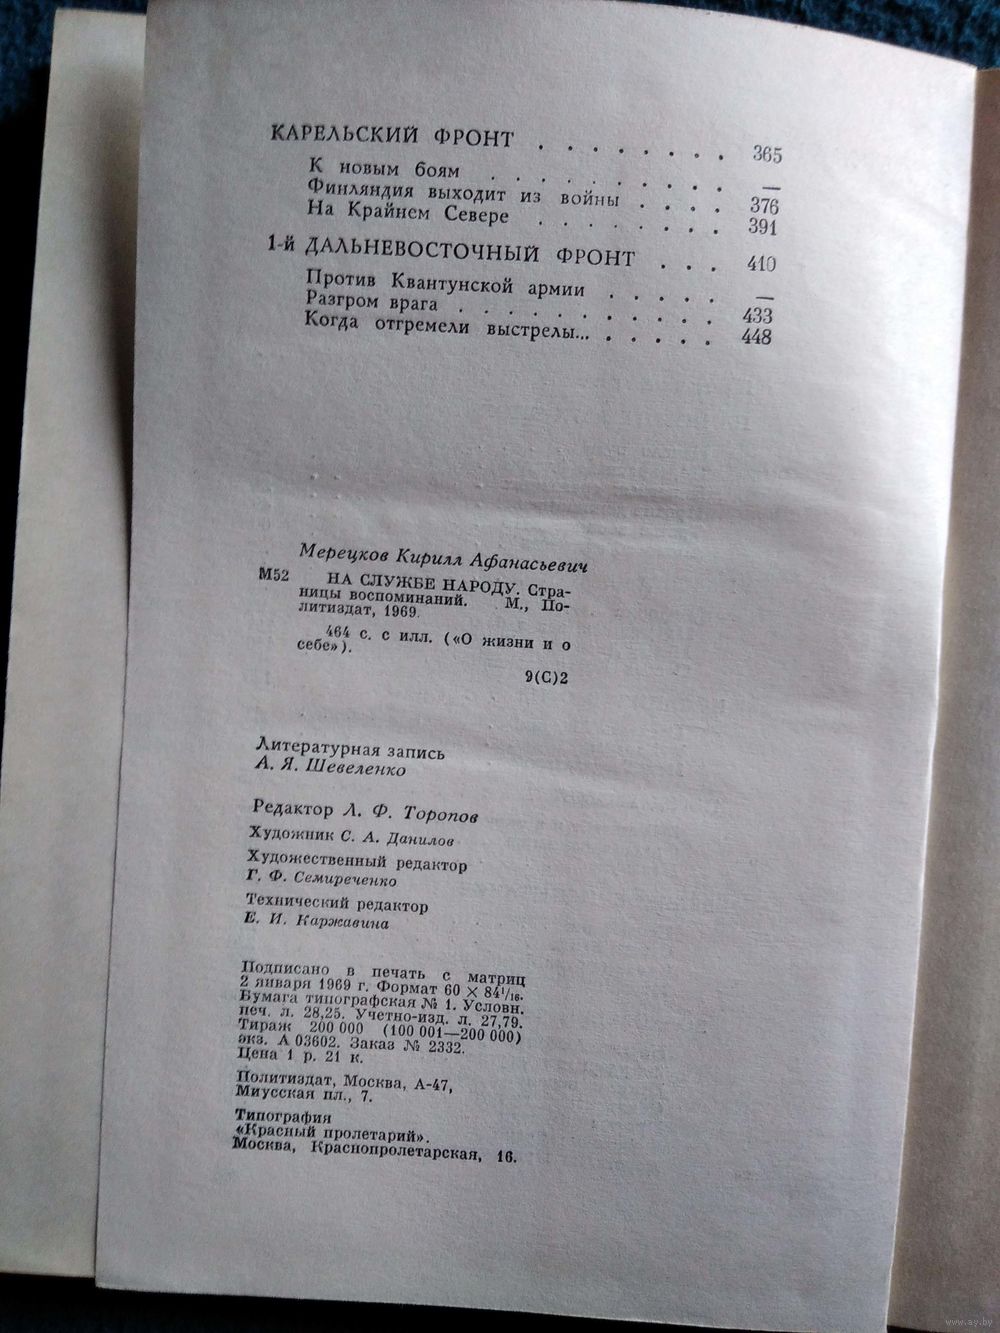 КАРЕЛЬСКИЙ ФРОНТ . . . . . . . . 365
К новым боям . . . . . . . . . . —
Финляндия выходит из войны . . . . 376
На Крайнем Севере . . . . . . . . 391
1-й ДАЛЬНЕВОСТОЧНЫЙ ФРОНТ . . . 410
Против Квантунской армии . . . . . —
Разгром врага . . . . . . . . . . . 433
Когда отгремели выстрелы... . . . . . 448
Мерецков Кирилл Афанасьевич
М52 НА СЛУЖБЕ НАРОДУ. Стра-
ницы воспоминаний. М., По-
литиздат, 1969.
464 с. с илл. («О жизни и о
себе»).
9(С)2
Литературная запись
А. Я. Шевеленко
Редактор Л. Ф. Торопов
Художник С. А. Данилов
Художественный редактор
Г. Ф. Семиреченко
Технический редактор
Е. И. Каржавина
Подписано в печать с матриц
2 января 1969 г. Формат 60 × 84 1/16.
Бумага типографская № 1. Условн.
печ. л. 28,25. Учетно-изд. л. 27,79.
Тираж 200 000 (100 001—200 000)
экз. А 03602. Заказ № 2332.
Цена 1 р. 21 к.
Политиздат, Москва, А-47,
Миусская пл., 7.
Типография
«Красный пролетарий».
Москва, Краснопролетарская, 16.
www.ay.by